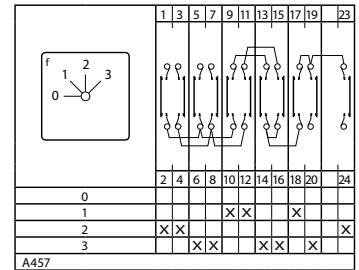 1 3 5 7 9 11 13 15 17 19 23
f
0 1 2 3
2 4 6 8 10 12 14 16 18 20 24
0
1 X X X
2 X X X
3 X X X X X
A457